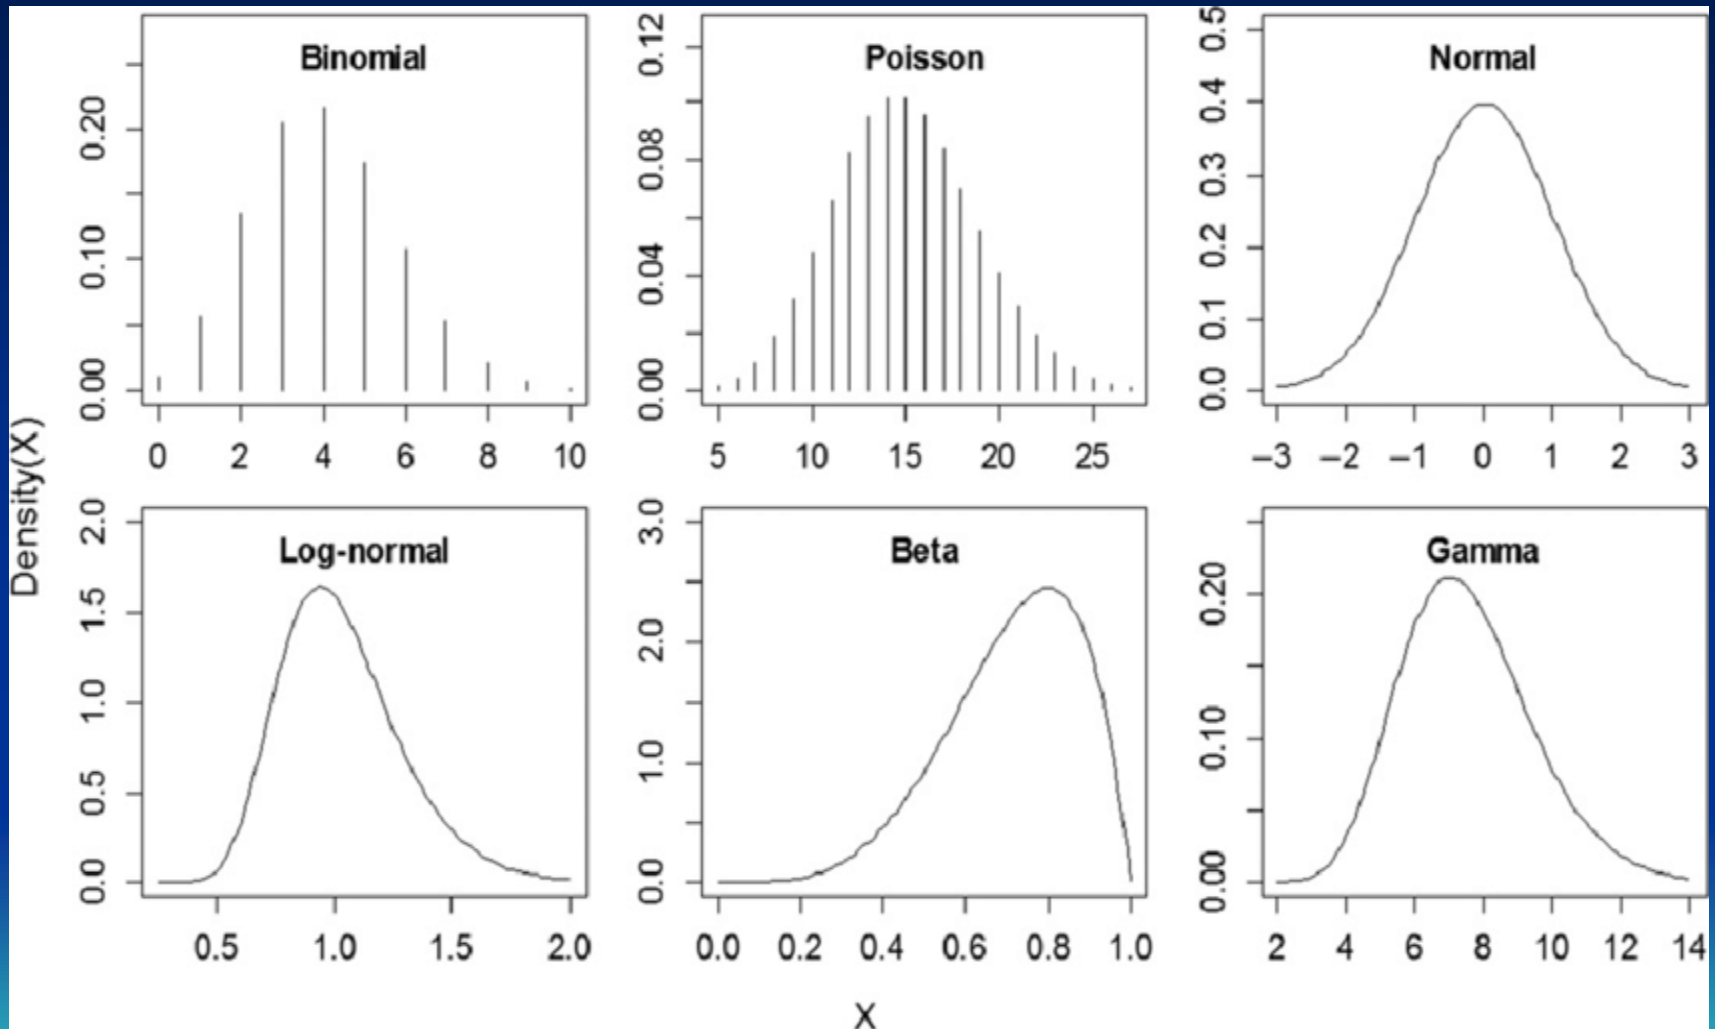 Density(X)
Binomial
0.00 0.10 0.20
0 2 4 6 8 10
Poisson
0.00 0.04 0.08 0.12
5 10 15 20 25
Normal
0.0 0.1 0.2 0.3 0.4 0.5
−3 −2 −1 0 1 2 3
Log-normal
0.0 0.5 1.0 1.5 2.0
0.5 1.0 1.5 2.0
Beta
0.0 1.0 2.0 3.0
0.0 0.2 0.4 0.6 0.8 1.0
Gamma
0.00 0.10 0.20
2 4 6 8 10 12 14
X